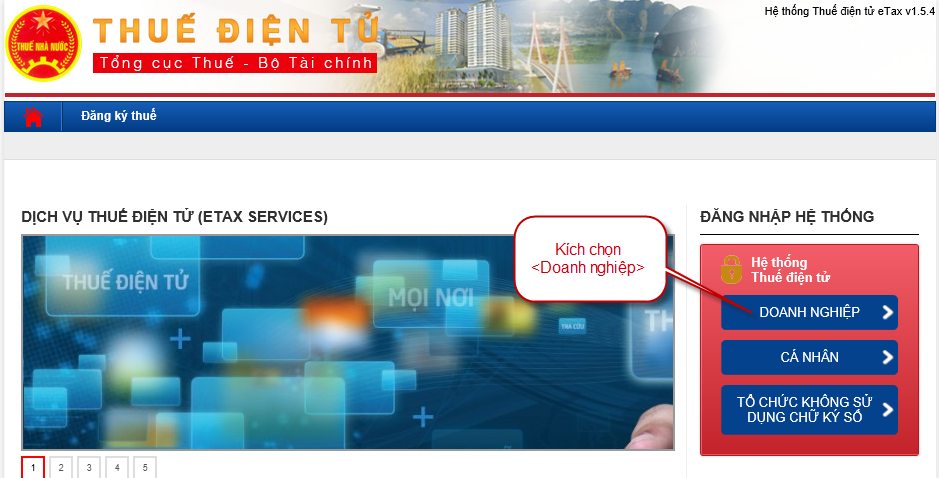 Hệ thống Thuế điện tử eTax v1.5.4
THUẾ NHÀ NƯỚC
THUẾ ĐIỆN TỬ
Tổng cục Thuế - Bộ Tài chính
Đăng ký thuế
DỊCH VỤ THUẾ ĐIỆN TỬ (ETAX SERVICES)
THUẾ ĐIỆN TỬ
MỌI NƠI
TRA CỨU
TH
1 2 3 4 5
Kích chọn
<Doanh nghiệp>
ĐĂNG NHẬP HỆ THỐNG
Hệ thống
Thuế điện tử
DOANH NGHIỆP
CÁ NHÂN
TỔ CHỨC KHÔNG SỬ
DỤNG CHỮ KÝ SỐ